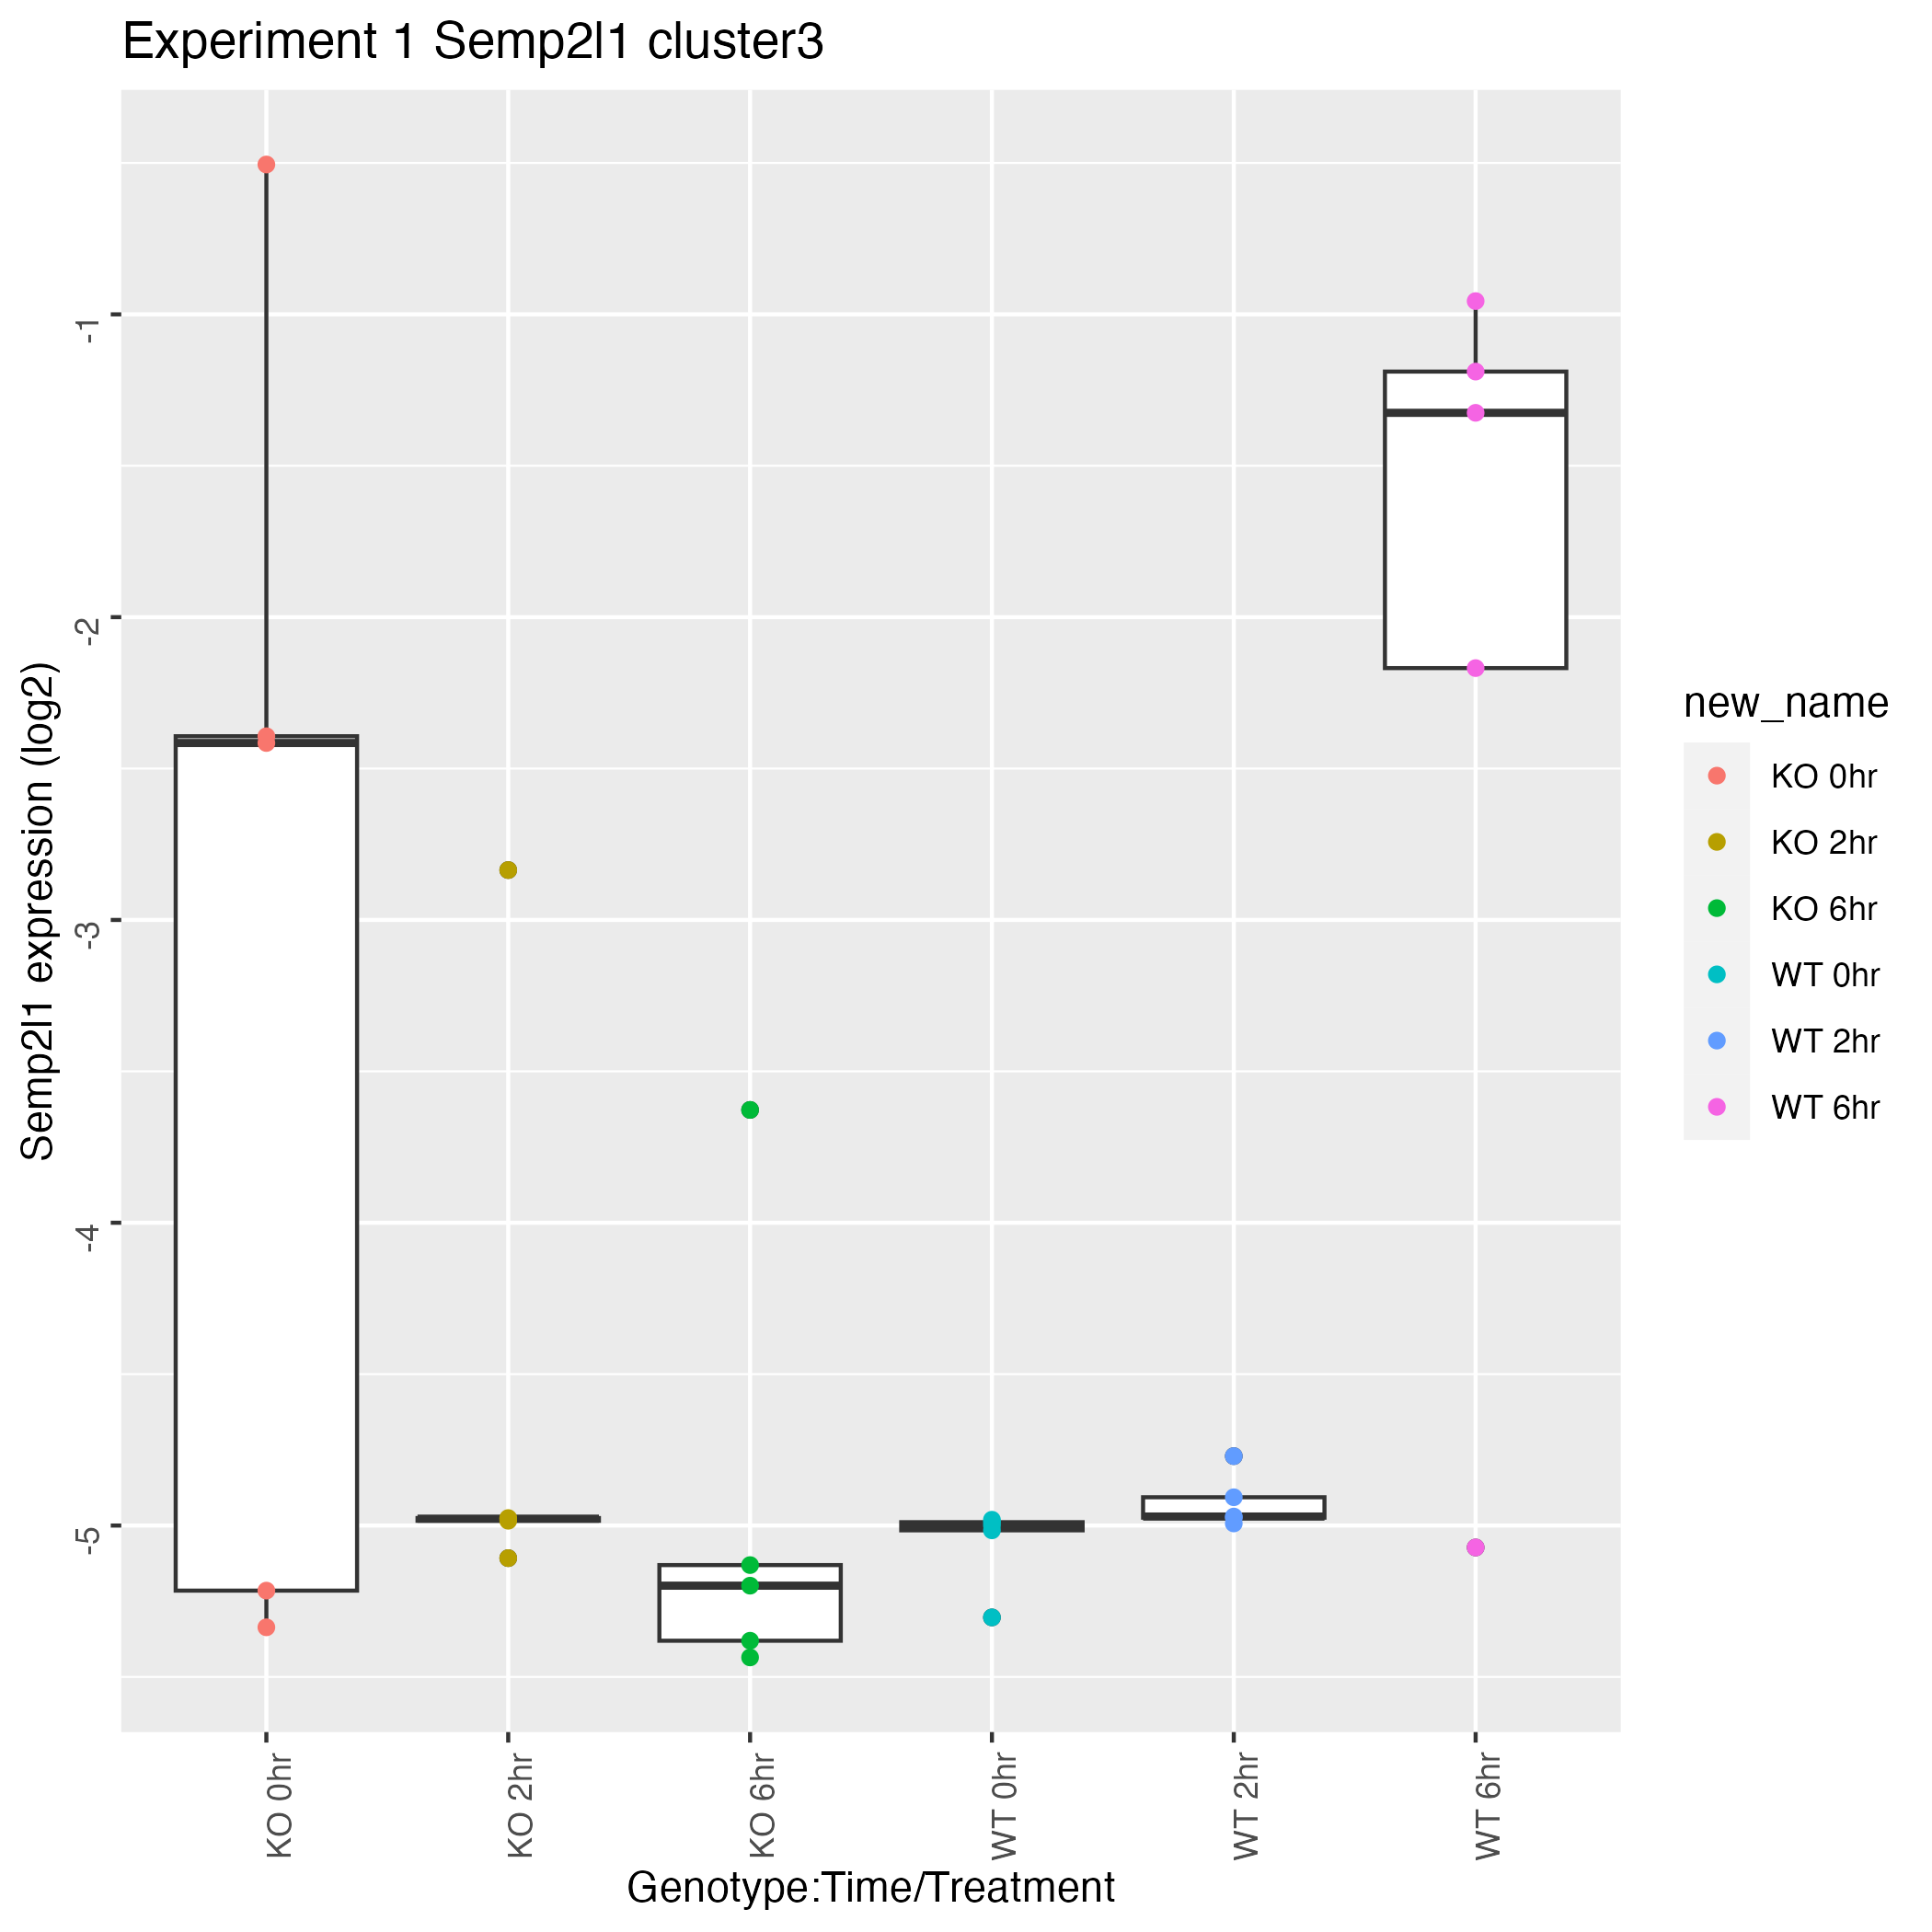 Experiment 1 Semp2l1 cluster3
Semp2l1 expression (log2)
-1
-2
-3
-4
-5
KO 0hr
KO 2hr
KO 6hr
WT 0hr
WT 2hr
WT 6hr
Genotype:Time/Treatment
new_name
KO 0hr
KO 2hr
KO 6hr
WT 0hr
WT 2hr
WT 6hr